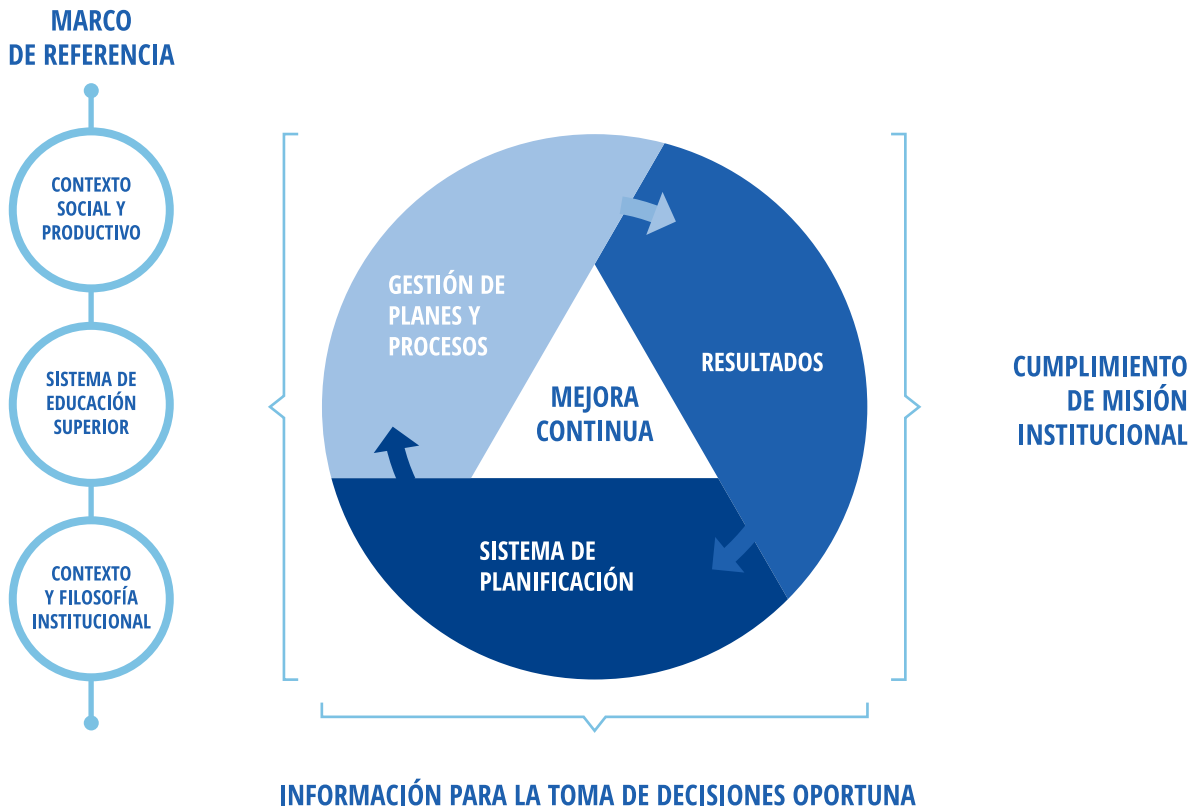 MARCO
DE REFERENCIA
CONTEXTO
SOCIAL Y
PRODUCTIVO
SISTEMA DE
EDUCACIÓN
SUPERIOR
CONTEXTO
Y FILOSOFÍA
INSTITUCIONAL
GESTIÓN DE
PLANES Y
PROCESOS
RESULTADOS
MEJORA
CONTINUA
SISTEMA DE
PLANIFICACIÓN
CUMPLIMIENTO
DE MISIÓN
INSTITUCIONAL
INFORMACIÓN PARA LA TOMA DE DECISIONES OPORTUNA